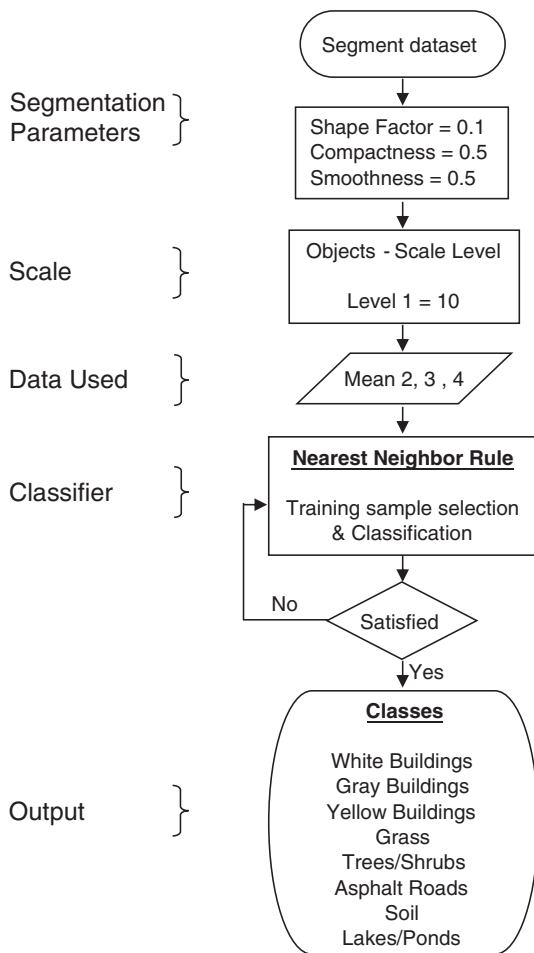 Segment dataset
Segmentation
Parameters
Shape Factor = 0.1
Compactness = 0.5
Smoothness = 0.5
Scale
Objects - Scale Level
Level 1 = 10
Data Used
Mean 2, 3 , 4
Classifier
Nearest Neighbor Rule
Training sample selection
& Classification
No
Satisfied
Yes
Output
Classes
White Buildings
Gray Buildings
Yellow Buildings
Grass
Trees/Shrubs
Asphalt Roads
Soil
Lakes/Ponds